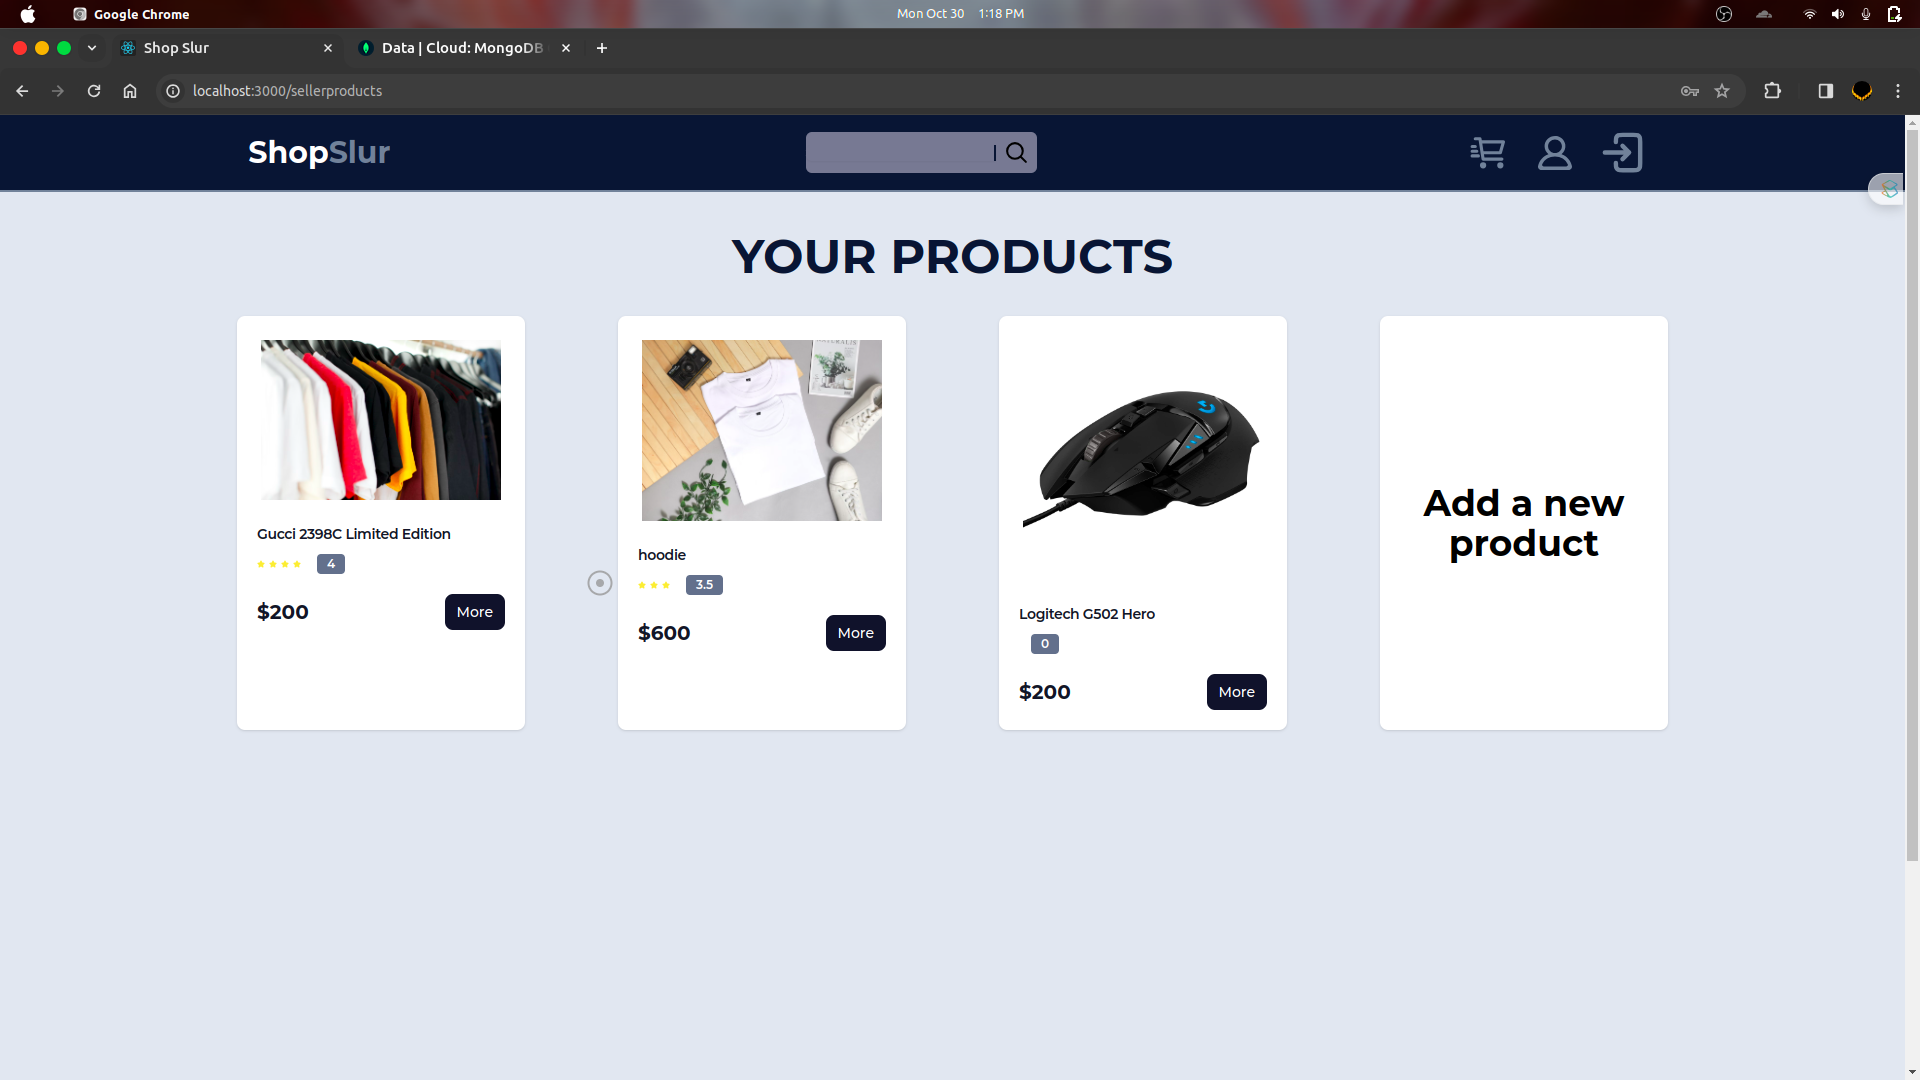 Google Chrome
Mon Oct 30 1:18 PM
Shop Slur
Data | Cloud: MongoDB
localhost:3000/sellerproducts
ShopSlur
YOUR PRODUCTS
Gucci 2398C Limited Edition
4
$200
More
hoodie
3.5
$600
More
Logitech G502 Hero
0
$200
More
Add a new
product